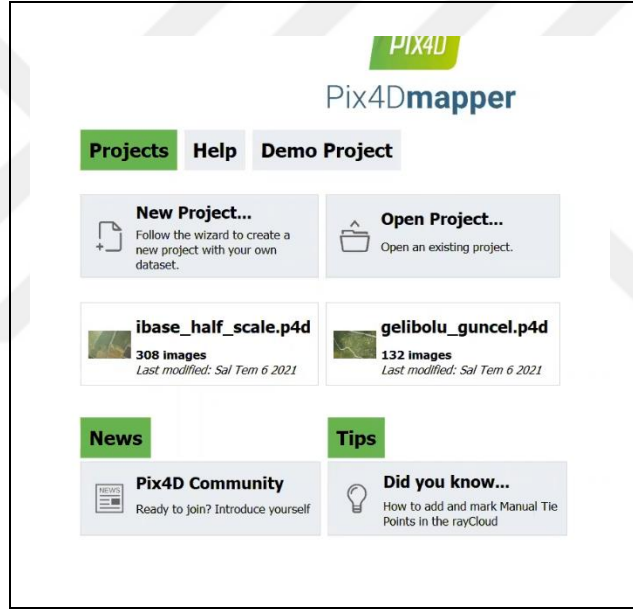 PIX4D
Pix4Dmapper
Projects Help Demo Project
New Project...
Follow the wizard to create a
new project with your own
dataset.
Open Project...
Open an existing project.
ibase_half_scale.p4d
308 images
Last modified: Sal Tem 6 2021
gelibolu_guncel.p4d
132 images
Last modified: Sal Tem 6 2021
News
NEWS
Pix4D Community
Ready to join? Introduce yourself
Tips
Did you know...
How to add and mark Manual Tie
Points in the rayCloud